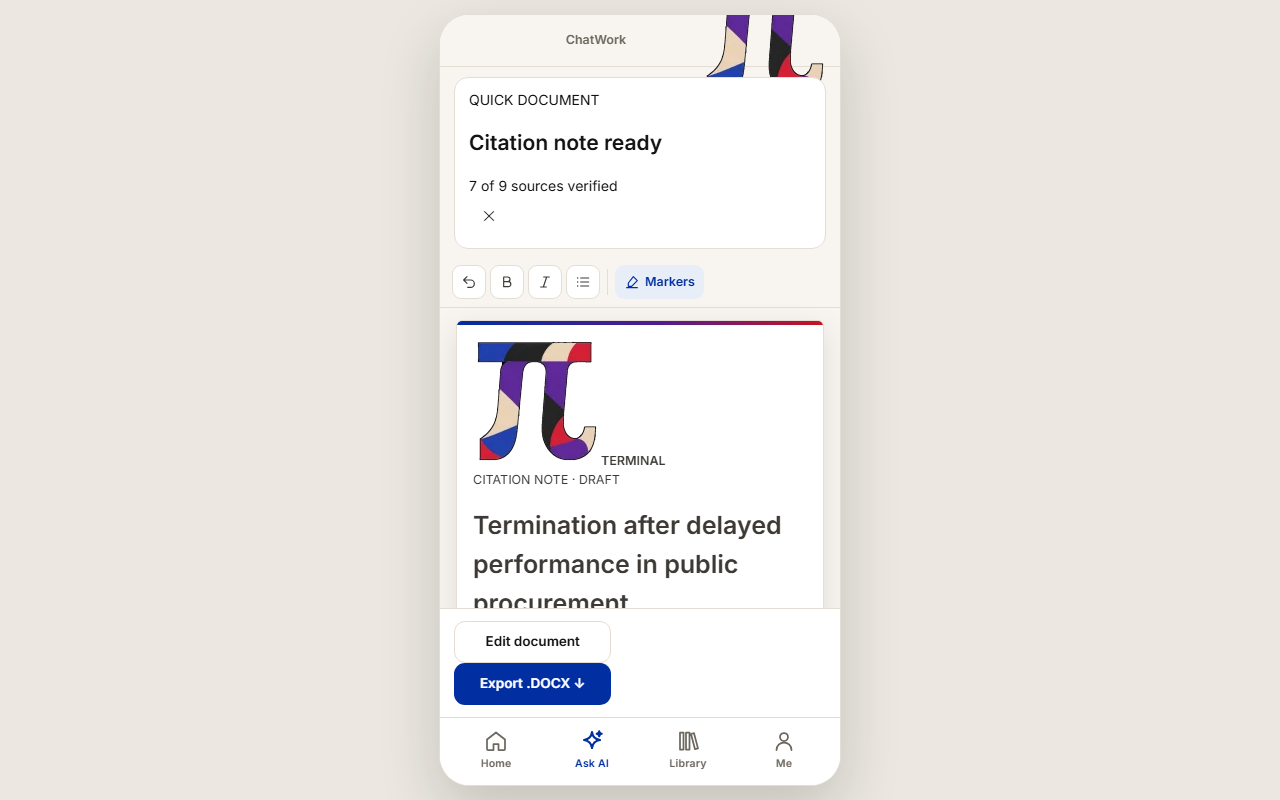 ChatWork
QUICK DOCUMENT
Citation note ready
7 of 9 sources verified
Markers
TERMINAL
CITATION NOTE · DRAFT
Termination after delayed
performance in public
procurement
Edit document
Export .DOCX ↓
Home
Ask AI
Library
Me